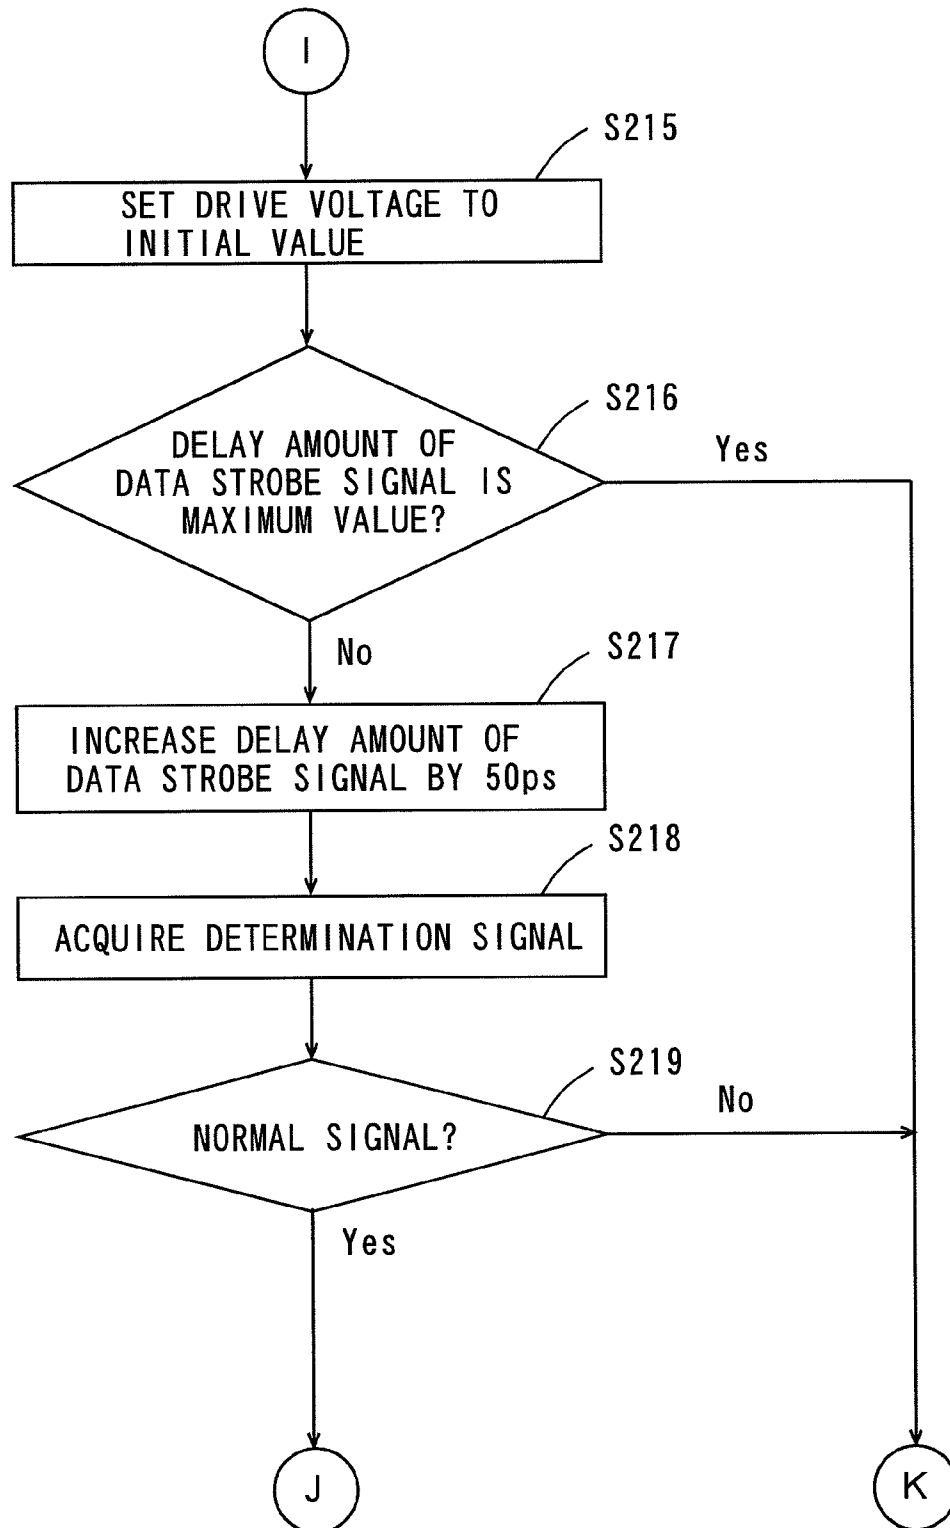 I
S215
SET DRIVE VOLTAGE TO
INITIAL VALUE
S216
DELAY AMOUNT OF
DATA STROBE SIGNAL IS
MAXIMUM VALUE?
Yes
No
S217
INCREASE DELAY AMOUNT OF
DATA STROBE SIGNAL BY 50ps
S218
ACQUIRE DETERMINATION SIGNAL
S219
NORMAL SIGNAL?
No
Yes
J
K